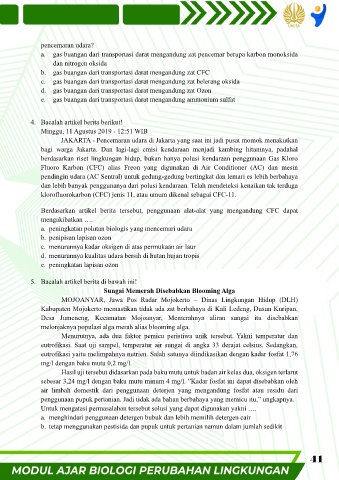 pencemaran udara?
a. gas buangan dari transportasi darat mengandung zat pencemar berupa karbon monoksida
dan nitrogen oksida
b. gas buangan dari transportasi darat mengandung zat CFC
c. gas buangan dari transportasi darat mengandung zat belerang oksida
d. gas buangan dari transportasi darat mengandung zat Ozon
e. gas buangan dari transportasi darat mengandung ammonium sulfat
4. Bacalah artikel berita berikut!
Minggu, 11 Agustus 2019 - 12:51 WIB
JAKARTA - Pencemaran udara di Jakarta yang saat ini jadi pusat momok menakutkan
bagi warga Jakarta. Dan lagi-lagi emisi kendaraan menjadi kambing hitamnya, padahal
berdasarkan riset lingkungan hidup, bukan hanya polusi kendaraan penggunaan Gas Kloro
Fluoro Karbon (CFC) alias Freon yang digunakan di Air Conditioner (AC) dan mesin
pendingin udara (AC Sentral) untuk gedung-gedung bertingkat dan lemari es lebih berbahaya
dan lebih banyak penggunanya dari polusi kendaraan. Telah mendeteksi kenaikan tak terduga
klorofluorokarbon (CFC) jenis 11, atau umum dikenal sebagai CFC-11.
Berdasarkan artikel berita tersebut, penggunaan alat-alat yang mengandung CFC dapat
mengakibatkan ….
a. peningkatan polutan biologis yang mencemari udara
b. penipisan lapisan ozon
c. menurunnya kadar oksigen di atas permukaan air laut
d. menurunnya kualitas udara bersih di hutan hujan tropis
e. peningkatan lapisan ozon
5. Bacalah artikel berita di bawah ini!
Sungai Memerah Disebabkan Blooming Alga
MOJOANYAR, Jawa Pos Radar Mojokerto – Dinas Lingkungan Hidup (DLH)
Kabupaten Mojokerto memastikan tidak ada zat berbahaya di Kali Ledeng, Dusun Kuripan,
Desa Jumeneng, Kecamatan Mojoanyar, Memerahnya aliran sungai itu disebabkan
melonjaknya populasi alga merah alias blooming alga.
Menurutnya, ada dua faktor pemicu peristiwa unik tersebut. Yakni temperatur dan
eutrofikasi. Saat uji sampel, temperatur air sungai di angka 35 derajat celsius. Sedangkan,
eutrofikasi yaitu melimpahnya nutrien. Salah satunya diindikasikan dengan kadar fosfat 1,76
mg/l dengan baku mutu 0,2 mg/l.
Hasil uji tersebut didasarkan pada baku mutu untuk badan air kelas dua, oksigen terlarut
sebesar 3,24 mg/l dengan baku mutu minum 4 mg/l. ”Kadar fosfat ini dapat disebabkan oleh
air limbah domestik dari penggunaan deterjen yang mengandung fosfat atau residu dari
penggunaan pupuk pertanian. Jadi tidak ada bahan berbahaya yang memicu itu,” ungkapnya.
Untuk mengatasi permasalahan tersebut solusi yang dapat digunakan yakni ….
a. menghindari penggunaan detergen bubuk dan lebih memilih detergen cair
b. tetap menggunakan pestisida dan pupuk untuk pertanian namun dalam jumlah sedikit
41
MODUL AJAR BIOLOGI PERUBAHAN LINGKUNGAN